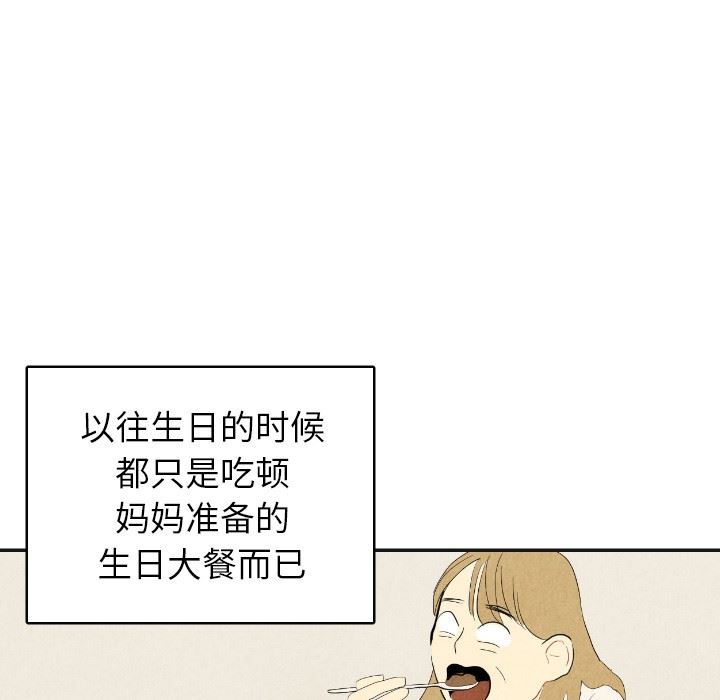 以往生日的时候
都只是吃顿
妈妈准备的
生日大餐而已